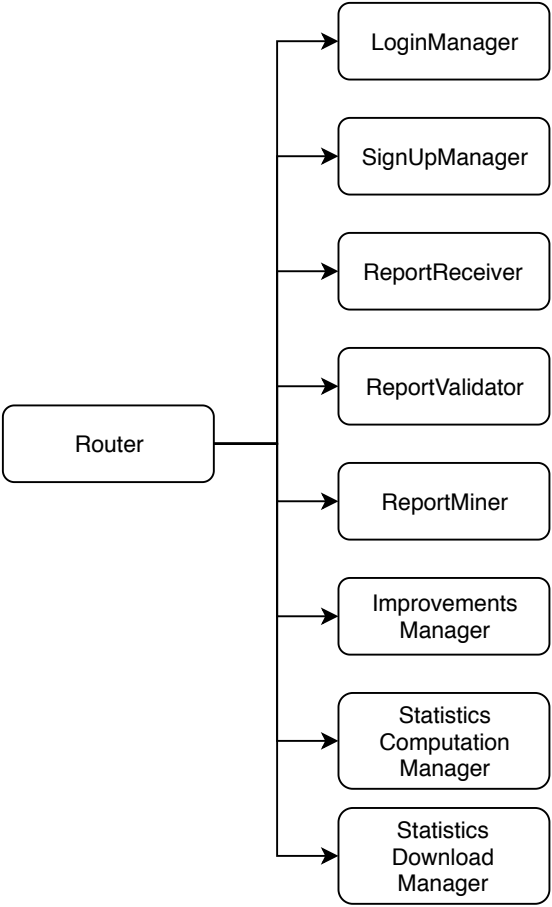 LoginManager
SignUpManager
ReportReceiver
ReportValidator
Router
ReportMiner
Improvements
Manager
Statistics
Computation
Manager
Statistics
Download
Manager